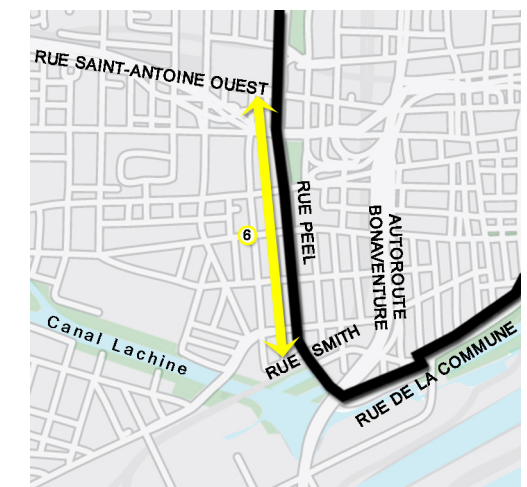 RUE SAINT-ANTOINE OUEST
RUE PEEL
AUTOROUTE
BONAVENTURE
6
Canal Lachine
RUE SMITH
RUE DE LA COMMUNE